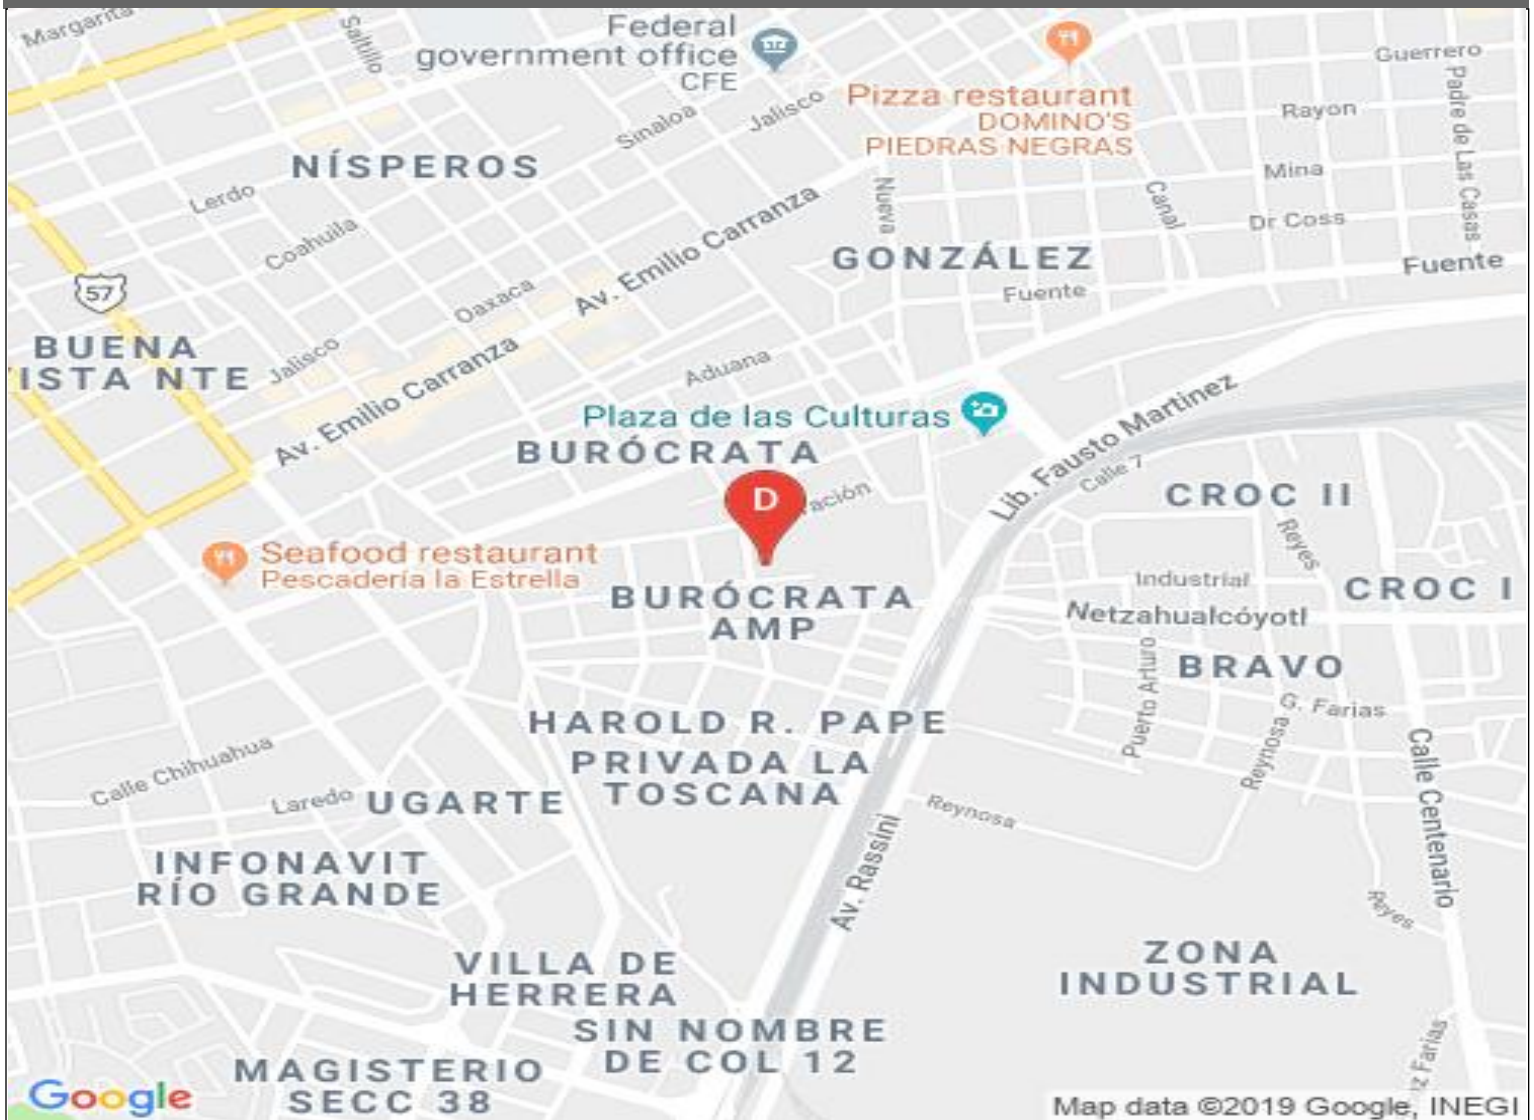 Margarita
Saltillo
Federal
government office
CFE
Sinaloa
Jalisco
Pizza restaurant
DOMINO'S
PIEDRAS NEGRAS
Guerrero
Padre de Las Casas
Rayon
Mina
Dr Coss
Canal
Nueva
NÍSPEROS
Lerdo
Coahuila
Oaxaca
Av. Emilio Carranza
GONZÁLEZ
Fuente
Fuente
57
BUENA
ISTA NTE
Jalisco
Av. Emilio Carranza
Aduana
Plaza de las Culturas
BURÓCRATA
Lib. Fausto Martinez
Calle 7
CROC II
Reyes
D
ación
Seafood restaurant
Pescadería la Estrella
BURÓCRATA
AMP
Industrial
CROC I
Netzahualcóyotl
BRAVO
Puerto Arturo
G. Farias
Reynosa
HAROLD R. PAPE
PRIVADA LA
TOSCANA
Calle Chihuahua
Laredo
UGARTE
Reynosa
Calle Centenario
Av. Rassini
INFONAVIT
RÍO GRANDE
Reyes
VILLA DE
HERRERA
ZONA
INDUSTRIAL
SIN NOMBRE
DE COL 12
MAGISTERIO
SECC 38
z Farias
Google
Map data ©2019 Google, INEGI